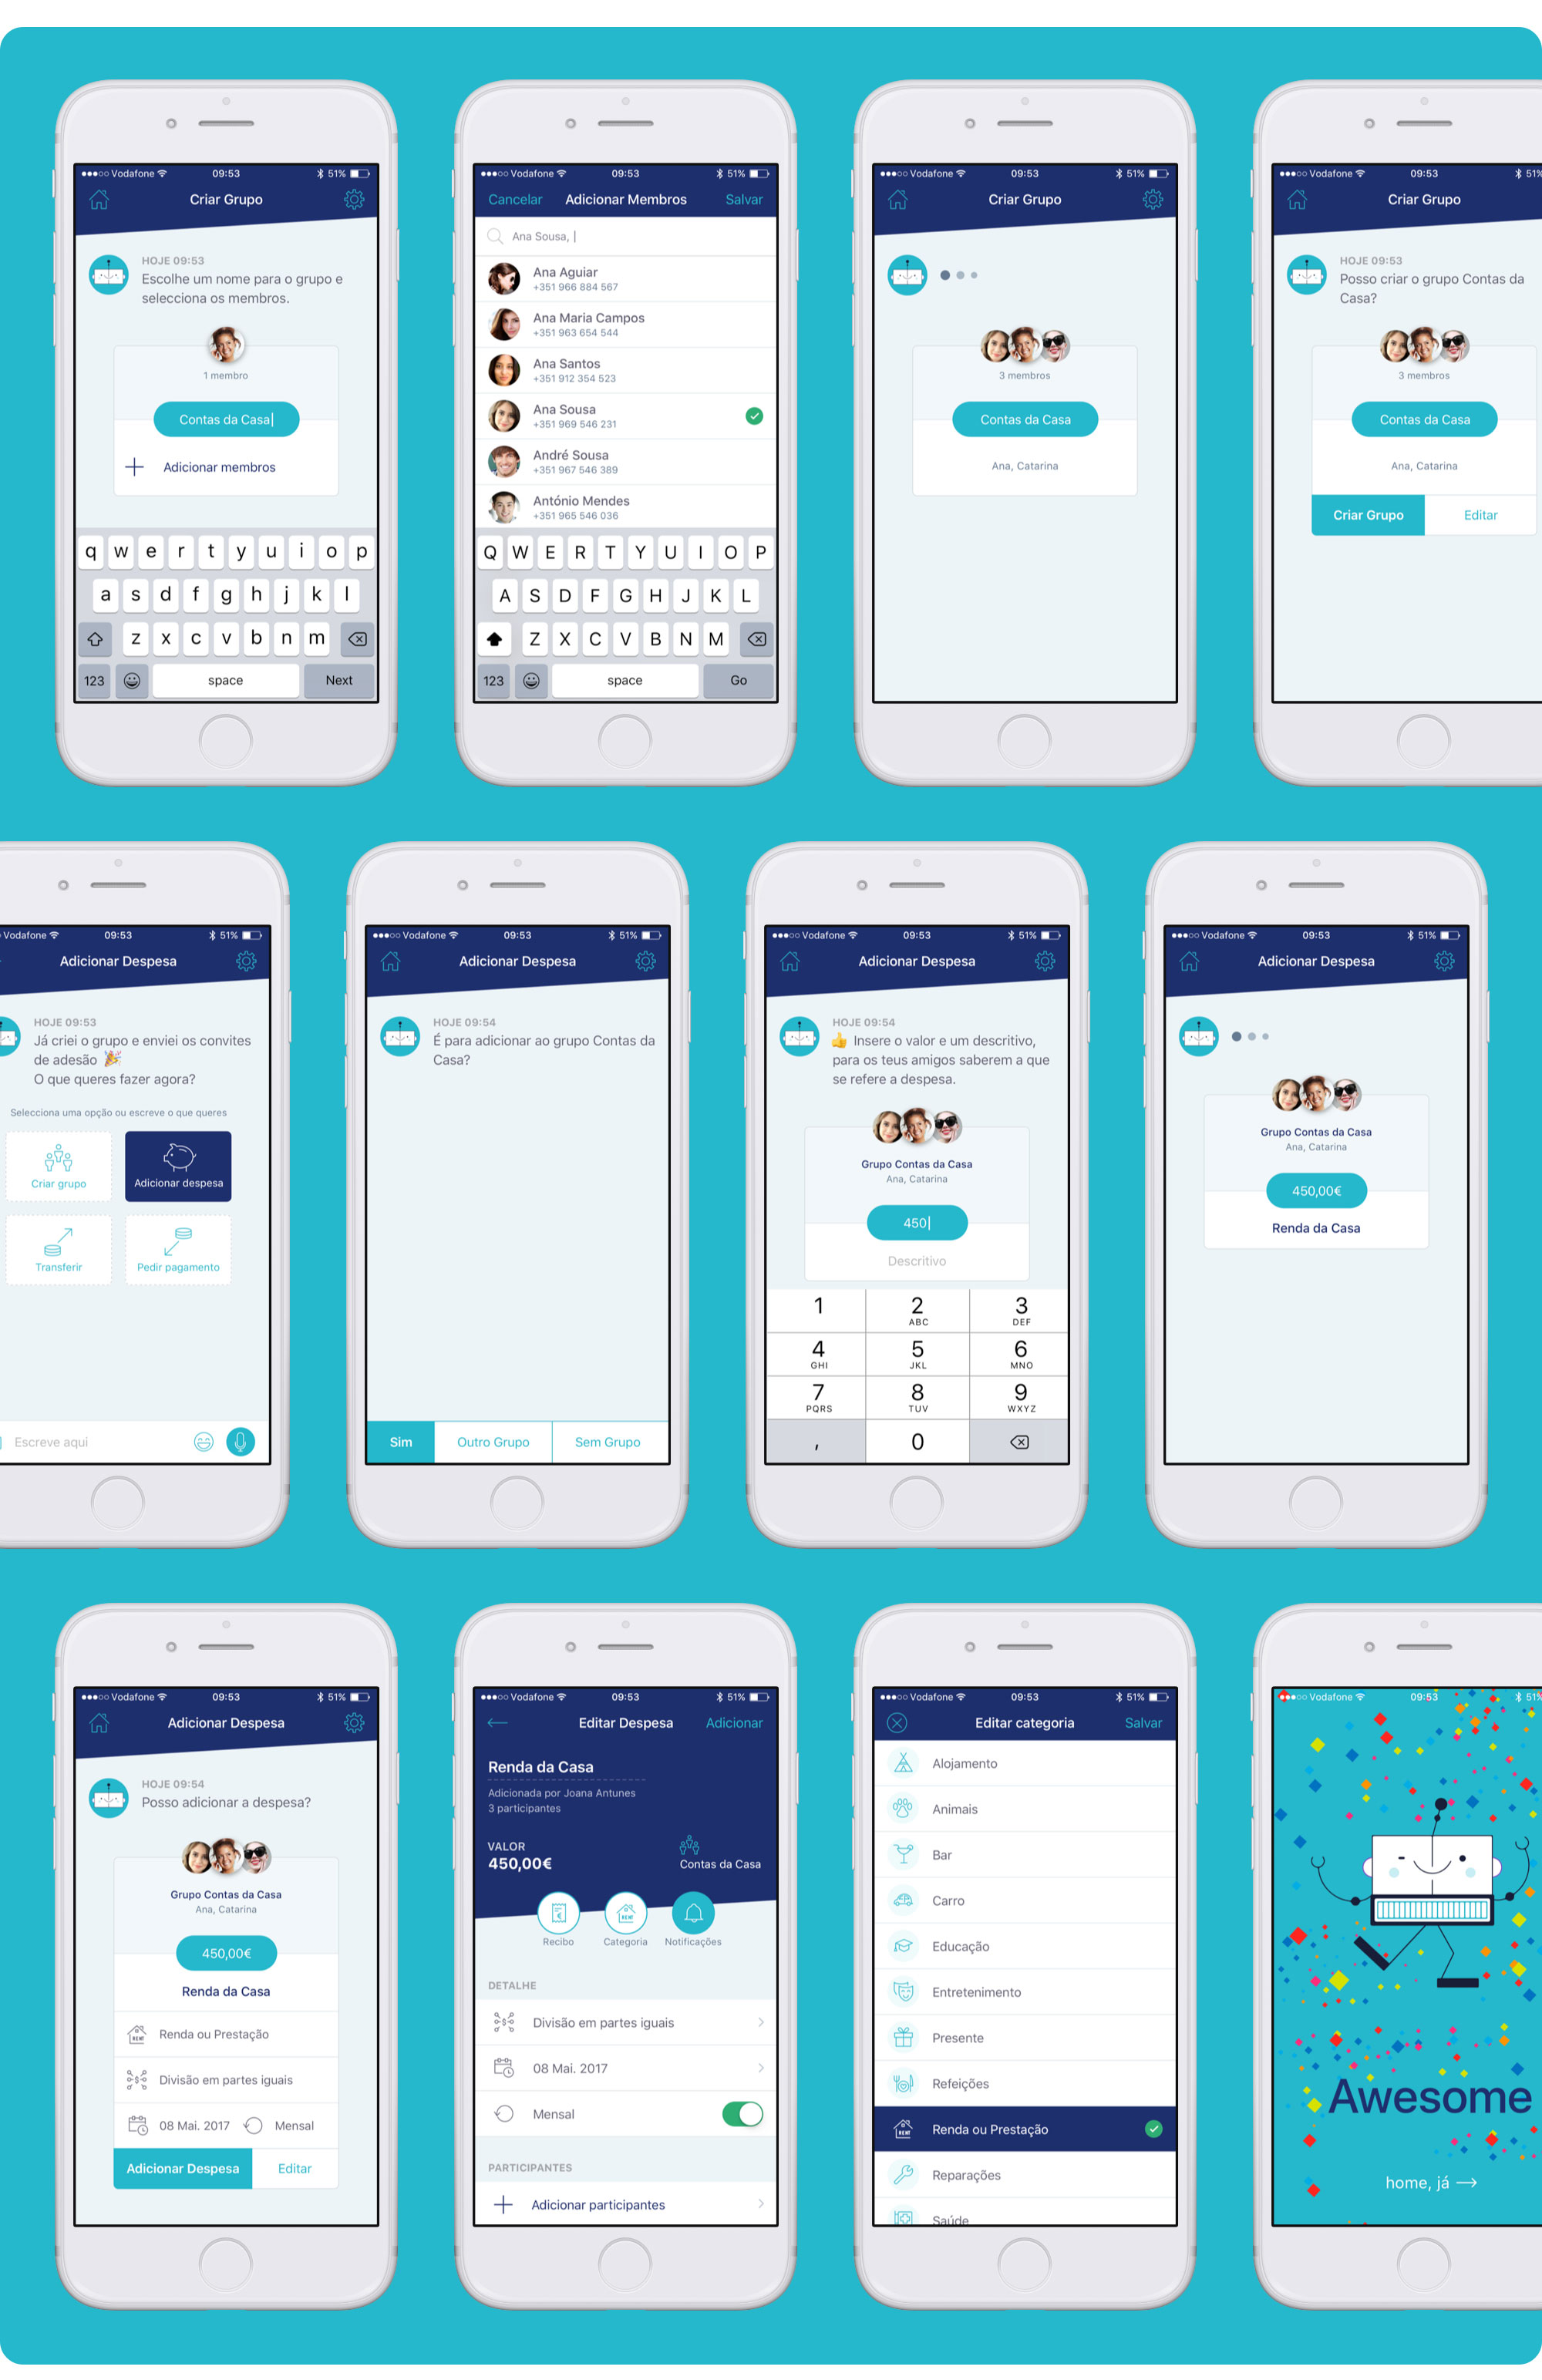 Vodafone 09:53 51%
Criar Grupo
HOJE 09:53
Escolhe um nome para o grupo e
selecciona os membros.
1 membro
Contas da Casa
Adicionar membros
q w e r t y u i o p
a s d f g h j k l
z x c v b n m
123 space Next
Vodafone 09:53 51%
Cancelar Adicionar Membros Salvar
Ana Sousa,
Ana Aguiar
+351 966 884 567
Ana Maria Campos
+351 963 654 544
Ana Santos
+351 912 354 523
Ana Sousa
+351 969 546 231
André Sousa
+351 967 546 389
António Mendes
+351 965 546 036
Q W E R T Y U I O P
A S D F G H J K L
Z X C V B N M
123 space Go
Vodafone 09:53 51%
Criar Grupo
3 membros
Contas da Casa
Ana, Catarina
Vodafone 09:53 51%
Criar Grupo
HOJE 09:53
Posso criar o grupo Contas da
Casa?
3 membros
Contas da Casa
Ana, Catarina
Criar Grupo Editar
Vodafone 09:53 51%
Adicionar Despesa
HOJE 09:53
Já criei o grupo e enviei os convites
de adesão 🎉
O que queres fazer agora?
Selecciona uma opção ou escreve o que queres
Criar grupo Adicionar despesa
Transferir Pedir pagamento
Escreve aqui
Vodafone 09:53 51%
Adicionar Despesa
HOJE 09:54
É para adicionar ao grupo Contas da
Casa?
Sim Outro Grupo Sem Grupo
Vodafone 09:53 51%
Adicionar Despesa
HOJE 09:54
👍 Insere o valor e um descritivo,
para os teus amigos saberem a que
se refere a despesa.
Grupo Contas da Casa
Ana, Catarina
450
Descritivo
1 2 3
ABC DEF
4 5 6
GHI JKL MNO
7 8 9
PQRS TUV WXYZ
, 0
Vodafone 09:53 51%
Adicionar Despesa
Grupo Contas da Casa
Ana, Catarina
450,00€
Renda da Casa
Vodafone 09:53 51%
Adicionar Despesa
HOJE 09:54
Posso adicionar a despesa?
Grupo Contas da Casa
Ana, Catarina
450,00€
Renda da Casa
RENT Renda ou Prestação
Divisão em partes iguais
08 Mai. 2017 Mensal
Adicionar Despesa Editar
Vodafone 09:53 51%
Editar Despesa Adicionar
Renda da Casa
Adicionada por Joana Antunes
3 participantes
VALOR
450,00€ Contas da Casa
RENT
Recibo Categoria Notificações
DETALHE
Divisão em partes iguais
08 Mai. 2017
Mensal
PARTICIPANTES
Adicionar participantes
Vodafone 09:53 51%
Editar categoria Salvar
Alojamento
Animais
Bar
Carro
Educação
Entretenimento
Presente
Refeições
RENT Renda ou Prestação
Reparações
Saúde
Vodafone 09:53 51%
Awesome
home, já